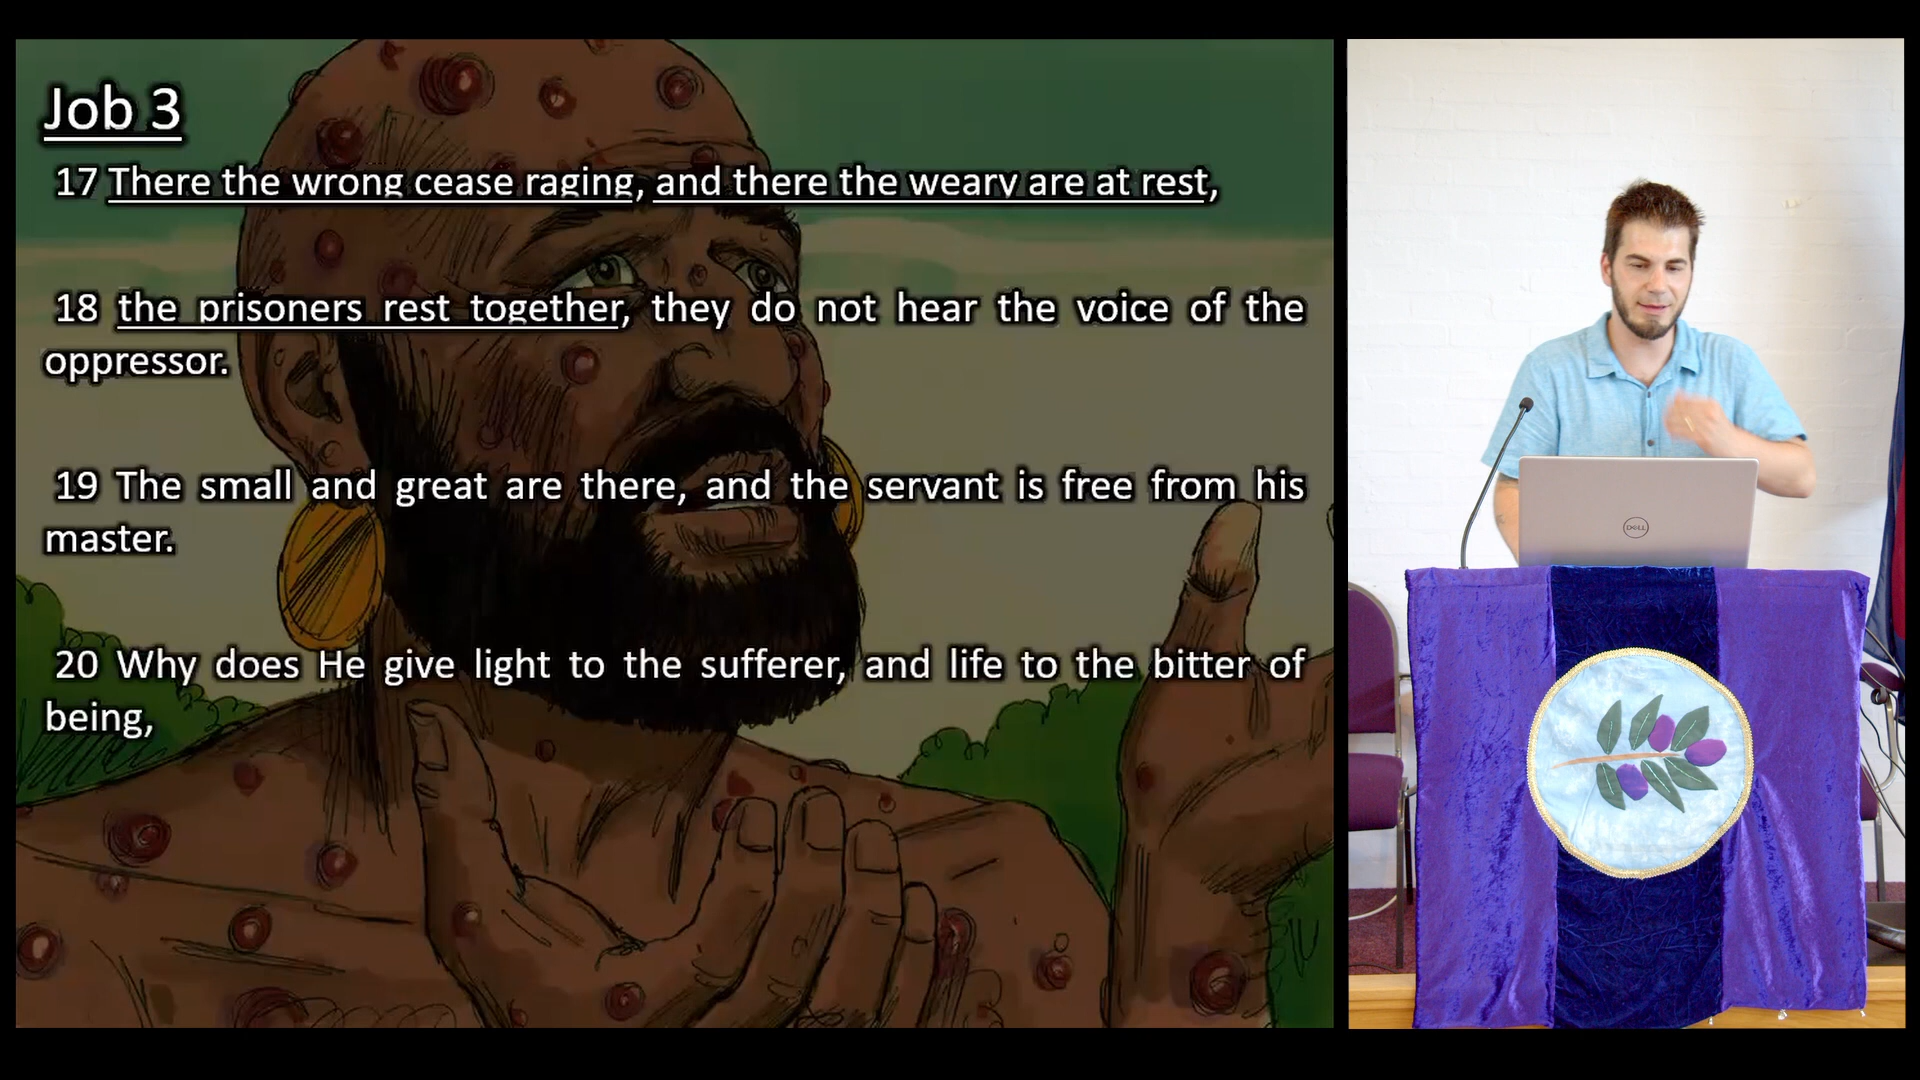 Job 3
17 There the wrong cease raging, and there the weary are at rest,
18 the prisoners rest together, they do not hear the voice of the
oppressor.
19 The small and great are there, and the servant is free from his
master.
20 Why does He give light to the sufferer, and life to the bitter of
being,
DELL